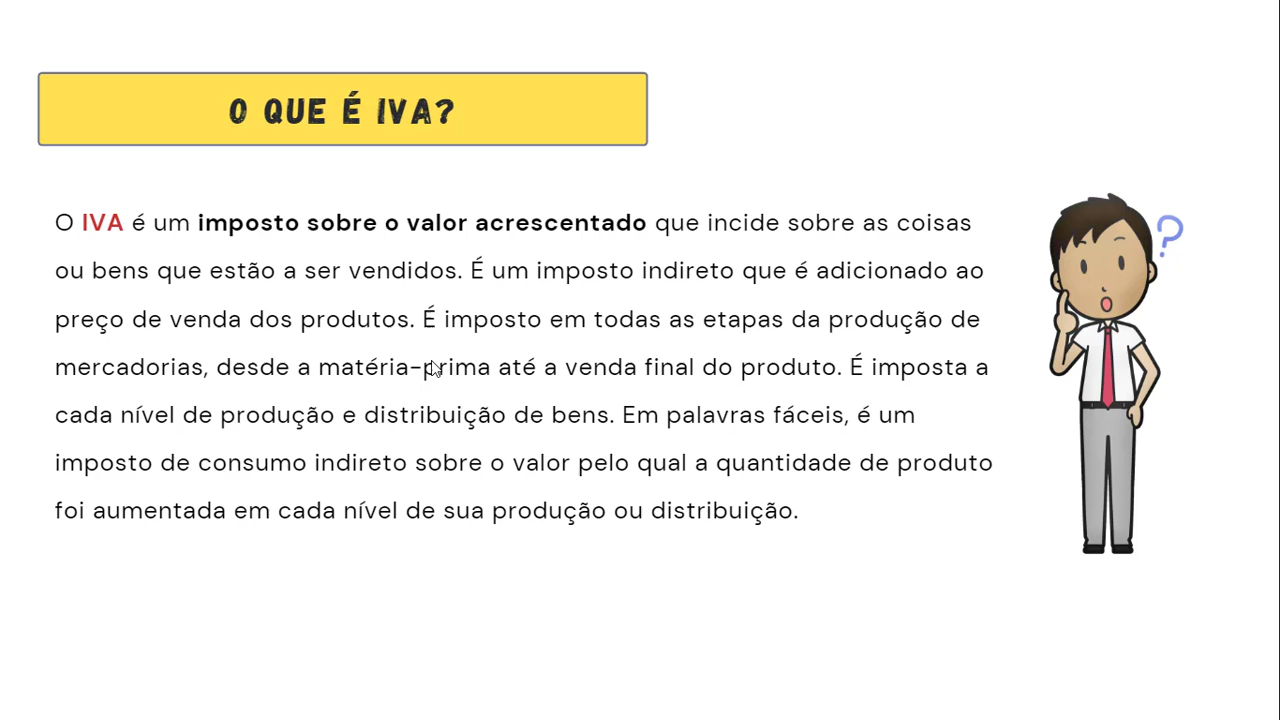 O QUE É IVA?
O IVA é um imposto sobre o valor acrescentado que incide sobre as coisas
ou bens que estão a ser vendidos. É um imposto indireto que é adicionado ao
preço de venda dos produtos. É imposto em todas as etapas da produção de
mercadorias, desde a matéria-prima até a venda final do produto. É imposta a
cada nível de produção e distribuição de bens. Em palavras fáceis, é um
imposto de consumo indireto sobre o valor pelo qual a quantidade de produto
foi aumentada em cada nível de sua produção ou distribuição.
?